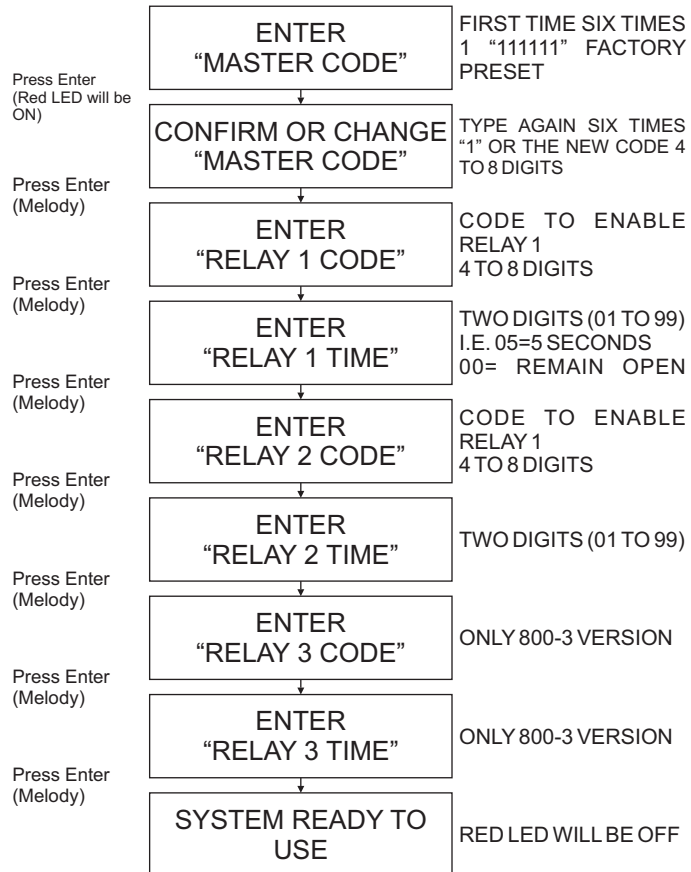 ENTER
“MASTER CODE”
FIRST TIME SIX TIMES
1 “111111” FACTORY
PRESET
Press Enter
(Red LED will be
ON)
CONFIRM OR CHANGE
“MASTER CODE”
TYPE AGAIN SIX TIMES
“1” OR THE NEW CODE 4
TO 8 DIGITS
Press Enter
(Melody)
ENTER
“RELAY 1 CODE”
CODE TO ENABLE
RELAY 1
4 TO 8 DIGITS
Press Enter
(Melody)
ENTER
“RELAY 1 TIME”
TWO DIGITS (01 TO 99)
I.E. 05=5 SECONDS
00= REMAIN OPEN
Press Enter
(Melody)
ENTER
“RELAY 2 CODE”
CODE TO ENABLE
RELAY 1
4 TO 8 DIGITS
Press Enter
(Melody)
ENTER
“RELAY 2 TIME”
TWO DIGITS (01 TO 99)
Press Enter
(Melody)
ENTER
“RELAY 3 CODE”
ONLY 800-3 VERSION
Press Enter
(Melody)
ENTER
“RELAY 3 TIME”
ONLY 800-3 VERSION
Press Enter
(Melody)
SYSTEM READY TO
USE
RED LED WILL BE OFF